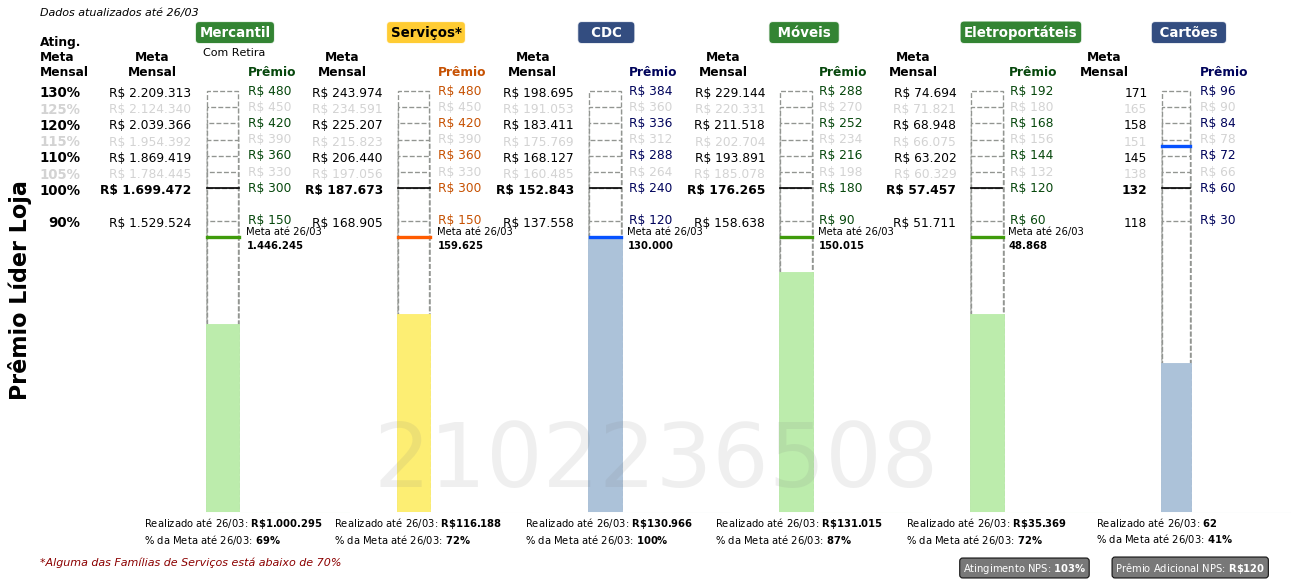 Dados atualizados até 26/03
Mercantil Serviços* CDC Móveis Eletroportáteis Cartões
Ating. Meta Mensal
Com Retira
Meta Mensal Prêmio Meta Mensal Prêmio Meta Mensal Prêmio Meta Mensal Prêmio Meta Mensal Prêmio Meta Mensal Prêmio
130% R$ 2.209.313 R$ 480 R$ 243.974 R$ 480 R$ 198.695 R$ 384 R$ 229.144 R$ 288 R$ 74.694 R$ 192 171 R$ 96
125% R$ 2.124.340 R$ 450 R$ 234.591 R$ 450 R$ 191.053 R$ 360 R$ 220.331 R$ 270 R$ 71.821 R$ 180 165 R$ 90
120% R$ 2.039.366 R$ 420 R$ 225.207 R$ 420 R$ 183.411 R$ 336 R$ 211.518 R$ 252 R$ 68.948 R$ 168 158 R$ 84
115% R$ 1.954.392 R$ 390 R$ 215.823 R$ 390 R$ 175.769 R$ 312 R$ 202.704 R$ 234 R$ 66.075 R$ 156 151 R$ 78
110% R$ 1.869.419 R$ 360 R$ 206.440 R$ 360 R$ 168.127 R$ 288 R$ 193.891 R$ 216 R$ 63.202 R$ 144 145 R$ 72
105% R$ 1.784.445 R$ 330 R$ 197.056 R$ 330 R$ 160.485 R$ 264 R$ 185.078 R$ 198 R$ 60.329 R$ 132 138 R$ 66
100% R$ 1.699.472 R$ 300 R$ 187.673 R$ 300 R$ 152.843 R$ 240 R$ 176.265 R$ 180 R$ 57.457 R$ 120 132 R$ 60
90% R$ 1.529.524 R$ 150 R$ 168.905 R$ 150 R$ 137.558 R$ 120 R$ 158.638 R$ 90 R$ 51.711 R$ 60 118 R$ 30
Meta até 26/03 Meta até 26/03 Meta até 26/03 Meta até 26/03 Meta até 26/03
1.446.245 159.625 130.000 150.015 48.868
Prêmio Líder Loja
2102236508
Realizado até 26/03: R$1.000.295 Realizado até 26/03: R$116.188 Realizado até 26/03: R$130.966 Realizado até 26/03: R$131.015 Realizado até 26/03: R$35.369 Realizado até 26/03: 62
% da Meta até 26/03: 69% % da Meta até 26/03: 72% % da Meta até 26/03: 100% % da Meta até 26/03: 87% % da Meta até 26/03: 72% % da Meta até 26/03: 41%
*Alguma das Famílias de Serviços está abaixo de 70%
Atingimento NPS: 103% Prêmio Adicional NPS: R$120